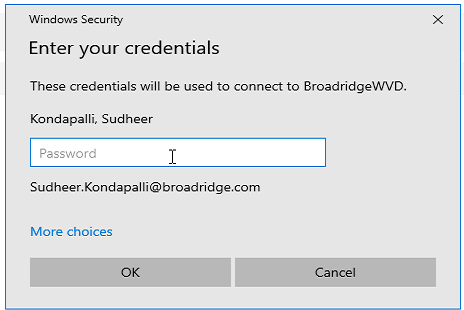 Windows Security
Enter your credentials
These credentials will be used to connect to BroadridgeWVD.
Kondapalli, Sudheer
Password
Sudheer.Kondapalli@broadridge.com
More choices
OK
Cancel